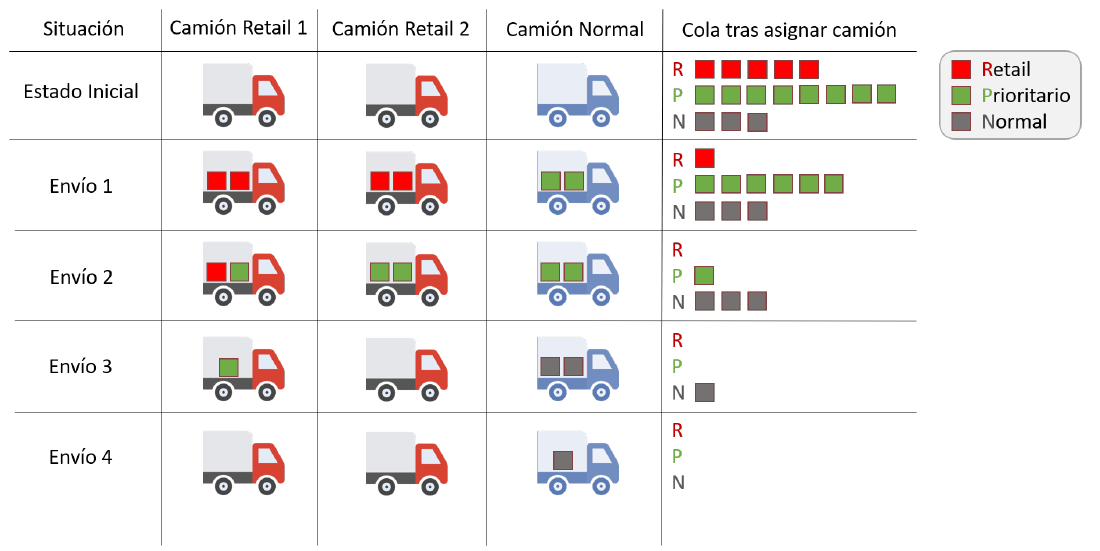 Situación Camión Retail 1 Camión Retail 2 Camión Normal Cola tras asignar camión
Estado Inicial
R
P
N
Retail
Prioritario
Normal
Envío 1
R
P
N
Envío 2
R
P
N
Envío 3
R
P
N
Envío 4
R
P
N